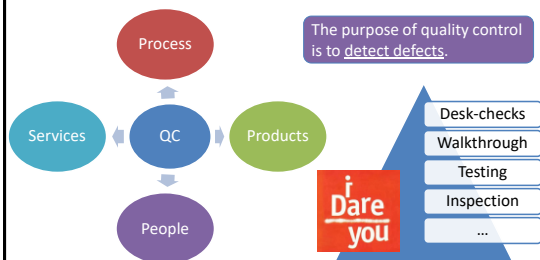 Process
The purpose of quality control
is to detect defects.
Services
QC
Products
People
Desk-checks
Walkthrough
Testing
Inspection
...
i
Dare
you